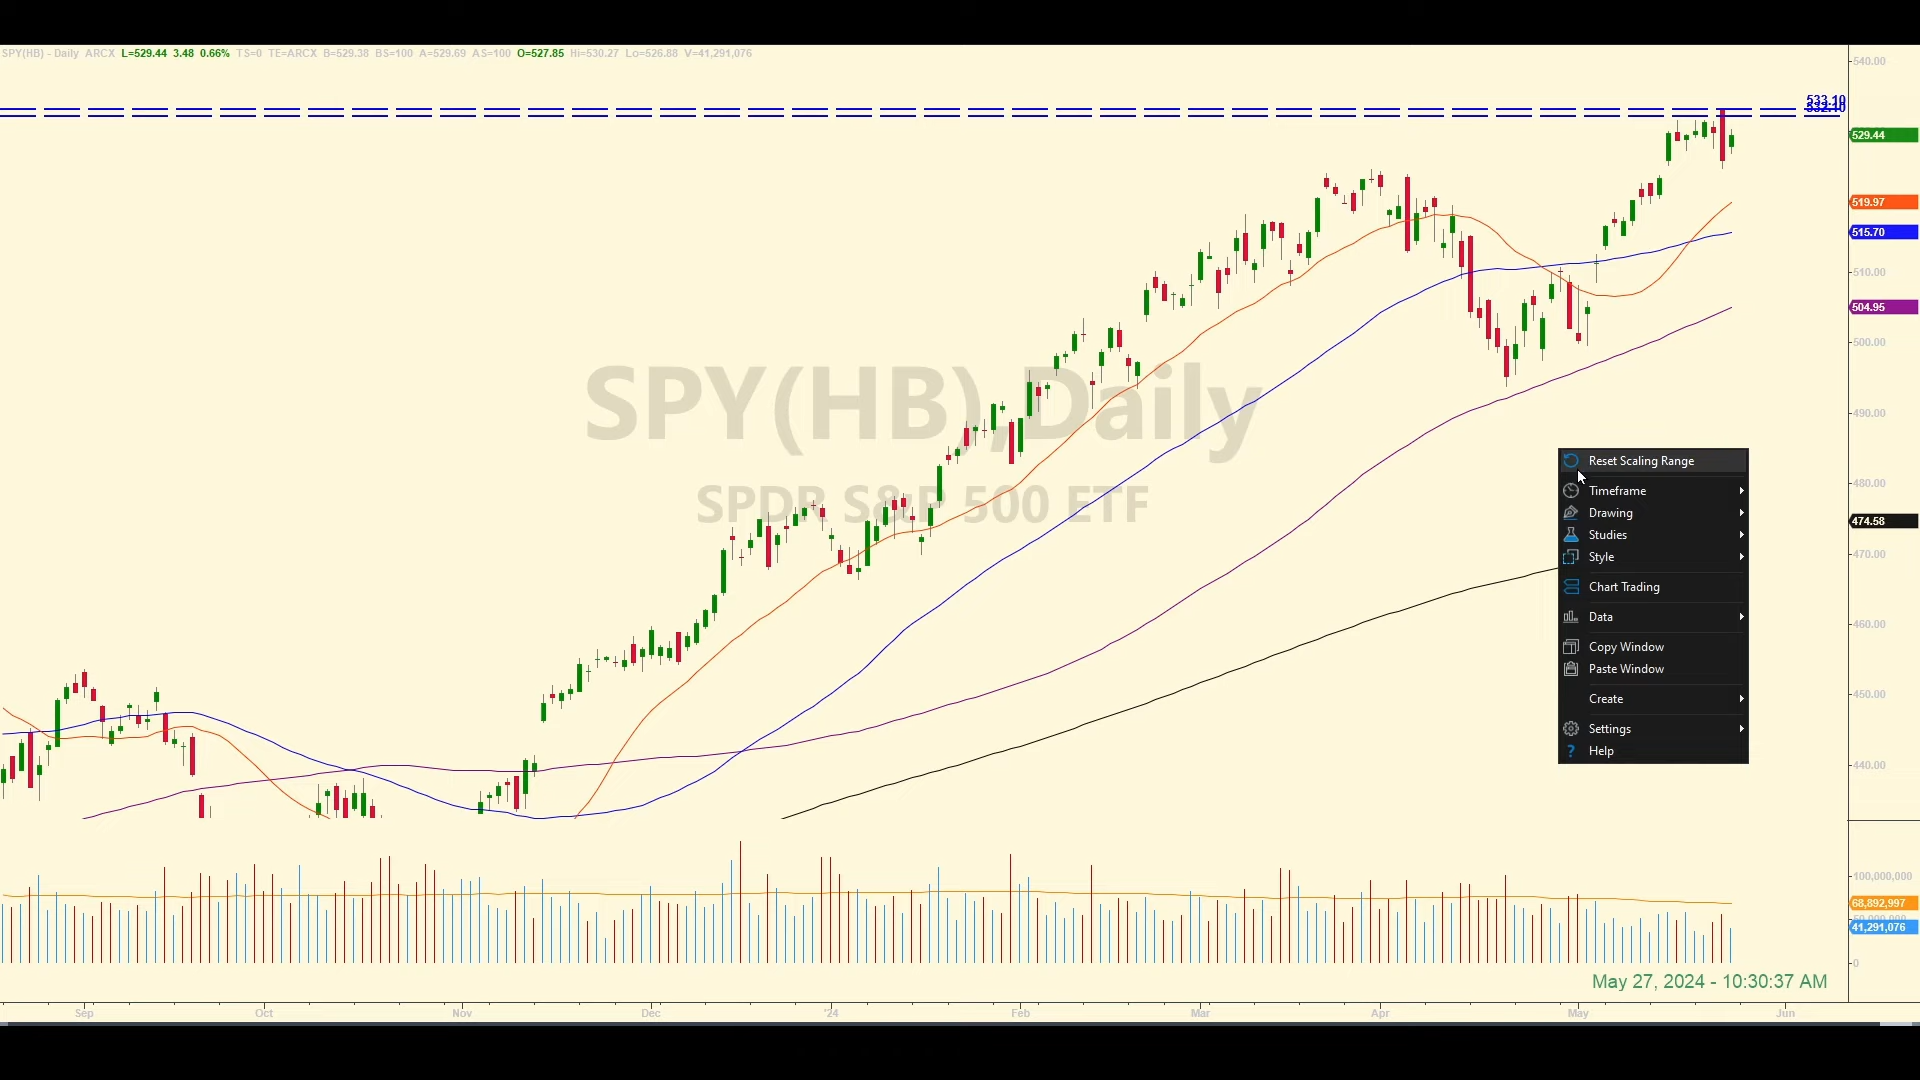 SPY(HB) - Daily ARCX L=529.44 3.48 0.66% TS=0 TE=ARCX B=529.38 BS=100 A=529.69 AS=100 O=527.85 Hi=530.27 Lo=526.88 V=41,291,076
540.00
533.10
532.10
529.44
519.97
515.70
510.00
504.95
500.00
490.00
480.00
474.58
470.00
460.00
450.00
440.00
SPY(HB),Daily
SPDR S&P 500 ETF
Reset Scaling Range
Timeframe
Drawing
Studies
Style
Chart Trading
Data
Copy Window
Paste Window
Create
Settings
Help
100,000,000
68,892,997
50,000,000
41,291,076
0
May 27, 2024 - 10:30:37 AM
Sep Oct Nov Dec '24 Feb Mar Apr May Jun